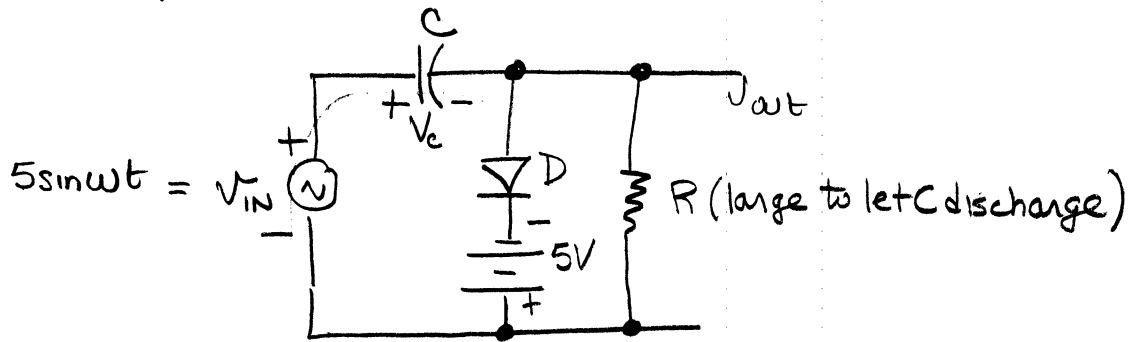 C
+ Vc -
Vout
+
5sinωt = VIN
-
D
R (large to let C discharge)
-
5V
+